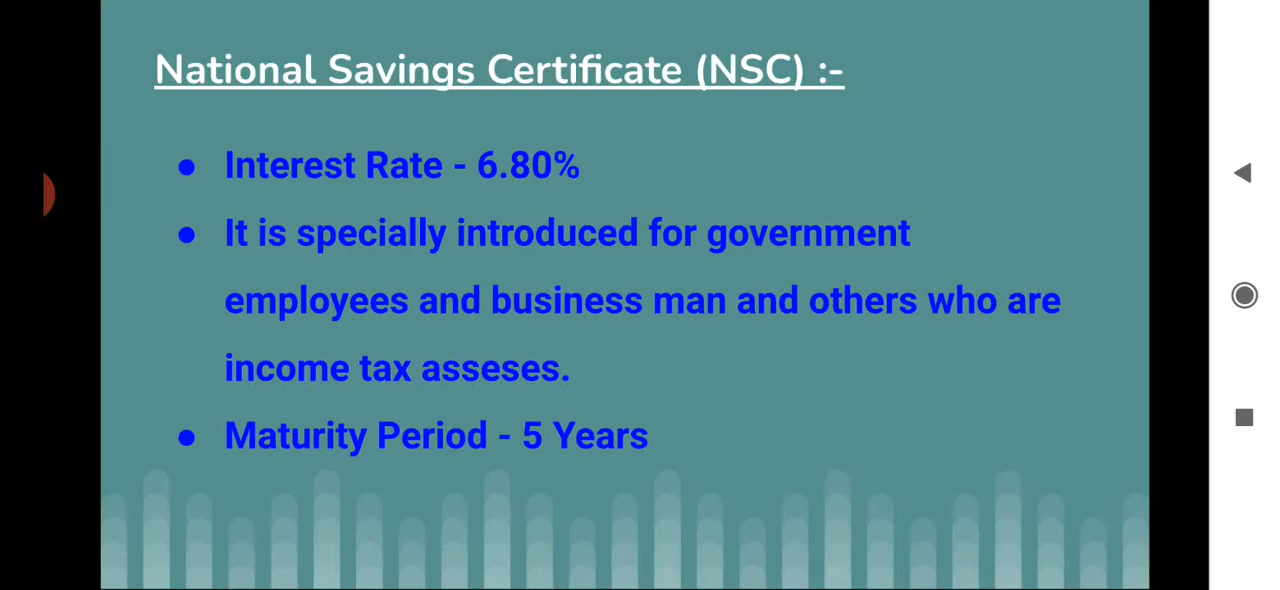 National Savings Certificate (NSC) :-
● Interest Rate - 6.80%
● It is specially introduced for government
employees and business man and others who are
income tax asseses.
● Maturity Period - 5 Years